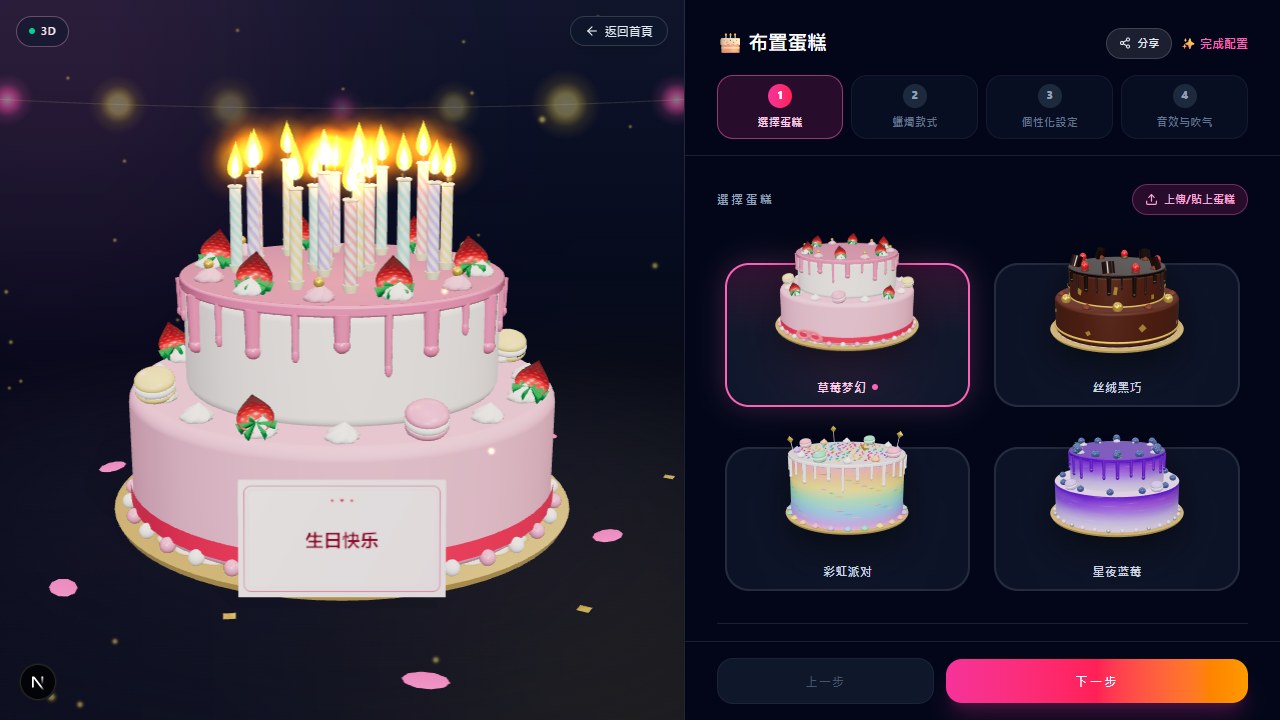 3D
返回首頁
生日快乐
N
🎂 布置蛋糕
分享
✨ 完成配置
1
選擇蛋糕
2
蠟燭款式
3
個性化設定
4
音效与吹气
選擇蛋糕
上傳/貼上蛋糕
草莓梦幻
丝绒黑巧
彩虹派对
星夜蓝莓
上一步
下一步